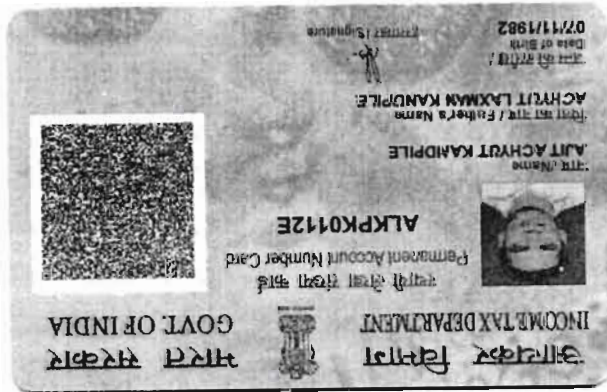 आयकर विभाग
INCOME TAX DEPARTMENT
भारत सरकार
GOVT. OF INDIA
स्थायी लेखा संख्या कार्ड
Permanent Account Number Card
ALKPK0112E
नाम / Name
AJIT ACHYUT KANDPILE
पिता का नाम / Father's Name
ACHYUT LAXMAN KANDPILE
जन्म की तारीख /
Date of Birth
07/11/1982
हस्ताक्षर / Signature